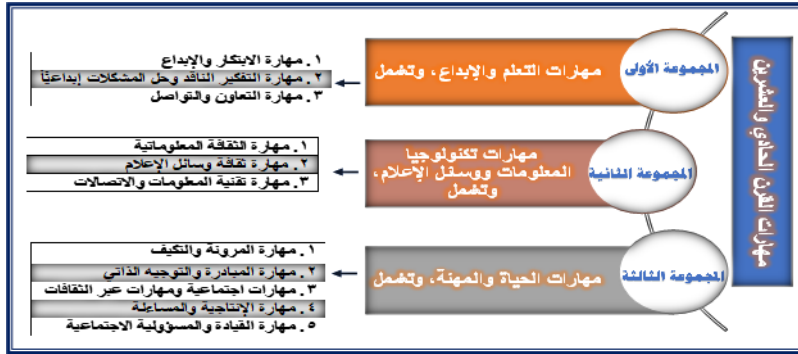 مهارات القرن الحادي والعشرين
المجموعة الأولى
مهارات التعلم والإبداع، وتشمل
١. مهارة الابتكار والإبداع
٢. مهارة التفكير الناقد وحل المشكلات إبداعيًا
٣. مهارة التعاون والتواصل
المجموعة الثانية
مهارات تكنولوجيا
المعلومات ووسائل الإعلام،
وتشمل
١. مهارة الثقافة المعلوماتية
٢. مهارة ثقافة وسائل الإعلام
٣. مهارة تقنية المعلومات والاتصالات
المجموعة الثالثة
مهارات الحياة والمهنة، وتشمل
١. مهارة المرونة والتكيف
٢. مهارة المبادرة والتوجيه الذاتي
٣. مهارات اجتماعية ومهارات عبر الثقافات
٤. مهارة الإنتاجية والمساءلة
٥. مهارة القيادة والمسؤولية الاجتماعية